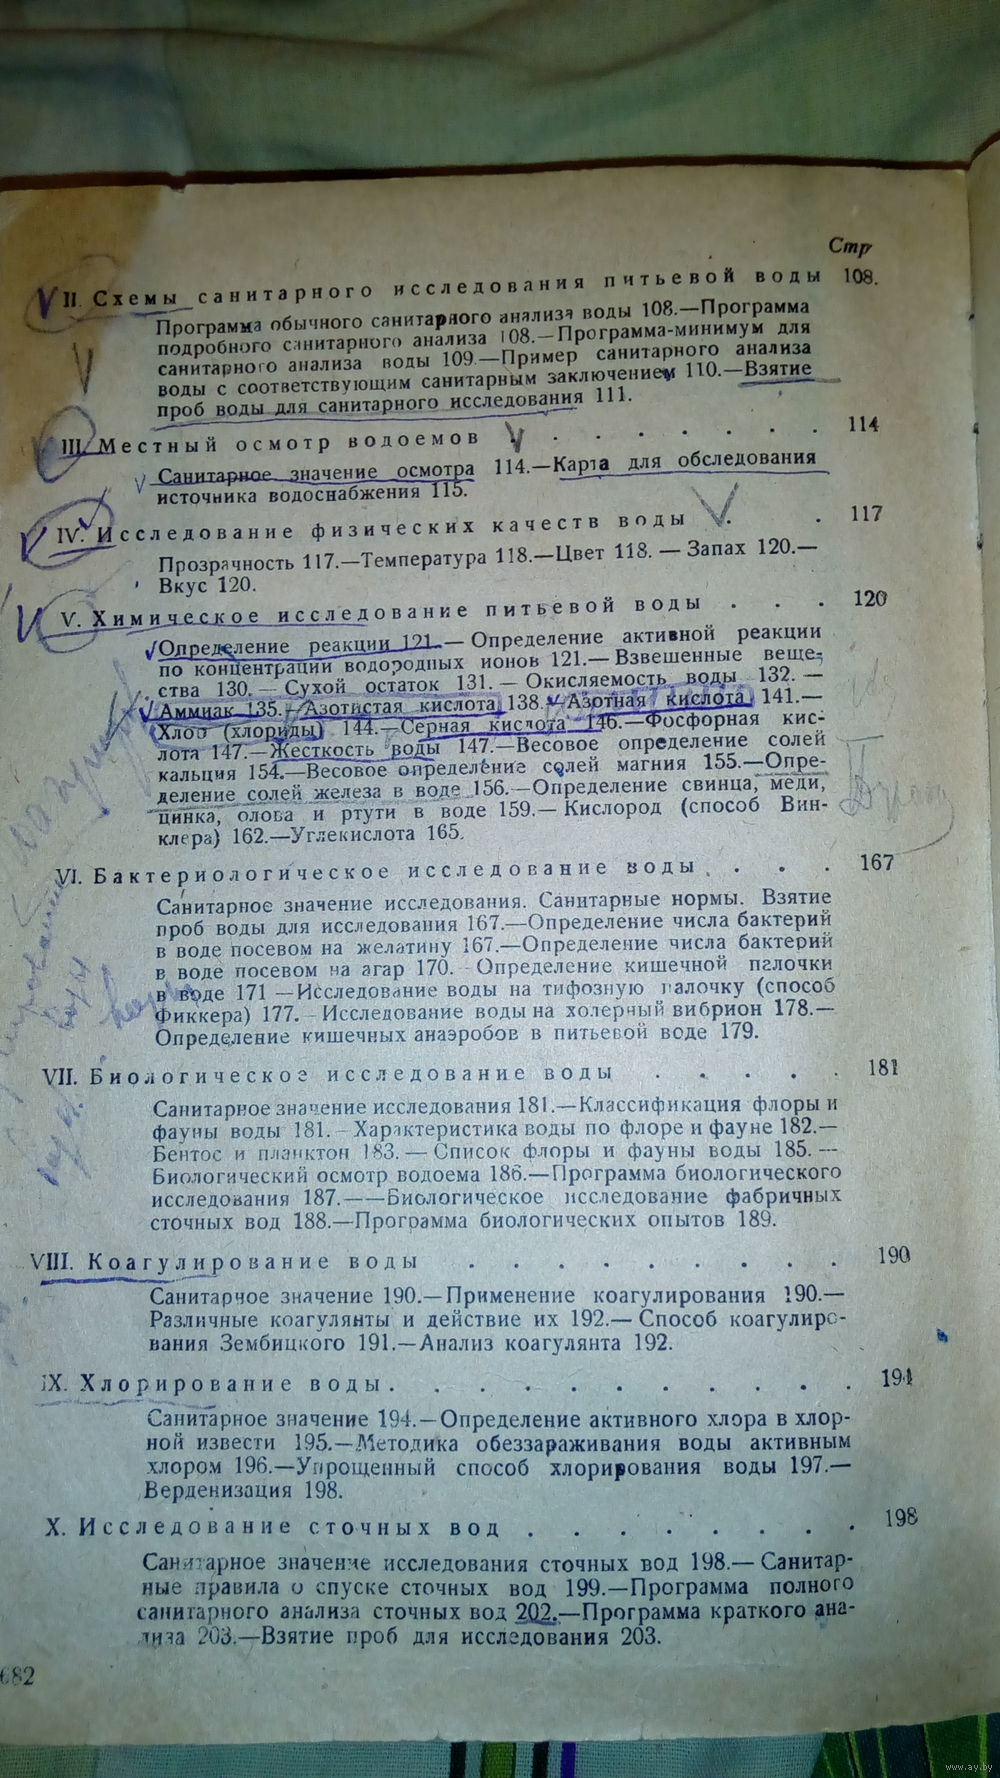 Стр
II. Схемы санитарного исследования питьевой воды 108.
Программа обычного санитарного анализа воды 108.—Программа
подробного санитарного анализа 108.—Программа-минимум для
санитарного анализа воды 109.—Пример санитарного анализа
воды с соответствующим санитарным заключением 110.—Взятие
проб воды для санитарного исследования 111.
III. Местный осмотр водоемов . . . . . . . 114
Санитарное значение осмотра 114.—Карта для обследования
источника водоснабжения 115.
IV. Исследование физических качеств воды . . 117
Прозрачность 117.—Температура 118.—Цвет 118. — Запах 120.—
Вкус 120.
V. Химическое исследование питьевой воды . . . 120
Определение реакции 121.— Определение активной реакции
по концентрации водородных ионов 121.— Взвешенные веще-
ства 130.— Сухой остаток 131. — Окисляемость воды 132. —
Аммиак 135.—Азотистая кислота 138.—Азотная кислота 141.—
Хлор (хлориды) 144.—Серная кислота 146.—Фосфорная кис-
лота 147.—Жесткость воды 147.—Весовое определение солей
кальция 154.—Весовое определение солей магния 155.—Опре-
деление солей железа в воде 156.—Определение свинца, меди,
цинка, олова и ртути в воде 159.— Кислород (способ Вин-
клера) 162.—Углекислота 165.
VI. Бактериологическое исследование воды . . . . 167
Санитарное значение исследования. Санитарные нормы. Взятие
проб воды для исследования 167.—Определение числа бактерий
в воде посевом на желатину 167.—Определение числа бактерий
в воде посевом на агар 170. — Определение кишечной палочки
в воде 171 —Исследование воды на тифозную палочку (способ
Фиккера) 177.— Исследование воды на холерный вибрион 178.—
Определение кишечных анаэробов в питьевой воде 179.
VII. Биологическое исследование воды . . . . . 181
Санитарное значение исследования 181.—Классификация флоры и
фауны воды 181.— Характеристика воды по флоре и фауне 182.—
Бентос и планктон 183. — Список флоры и фауны воды 185. —
Биологический осмотр водоема 186.—Программа биологического
исследования 187.——Биологическое исследование фабричных
сточных вод 188.—Программа биологических опытов 189.
VIII. Коагулирование воды . . . . . . . . . 190
Санитарное значение 190.—Применение коагулирования 190.—
Различные коагулянты и действие их 192.— Способ коагулиро-
вания Зембицкого 191.—Анализ коагулянта 192.
IX. Хлорирование воды . . . . . . . . . . 194
Санитарное значение 194.—Определение активного хлора в хлор-
ной извести 195.—Методика обеззараживания воды активным
хлором 196.—Упрощенный способ хлорирования воды 197.—
Верденизация 198.
X. Исследование сточных вод . . . . . . . . 198
Санитарное значение исследования сточных вод 198.— Санитар-
ные правила о спуске сточных вод 199.—Программа полного
санитарного анализа сточных вод 202.—Программа краткого ана-
лиза 203.—Взятие проб для исследования 203.
682
www.ay.by